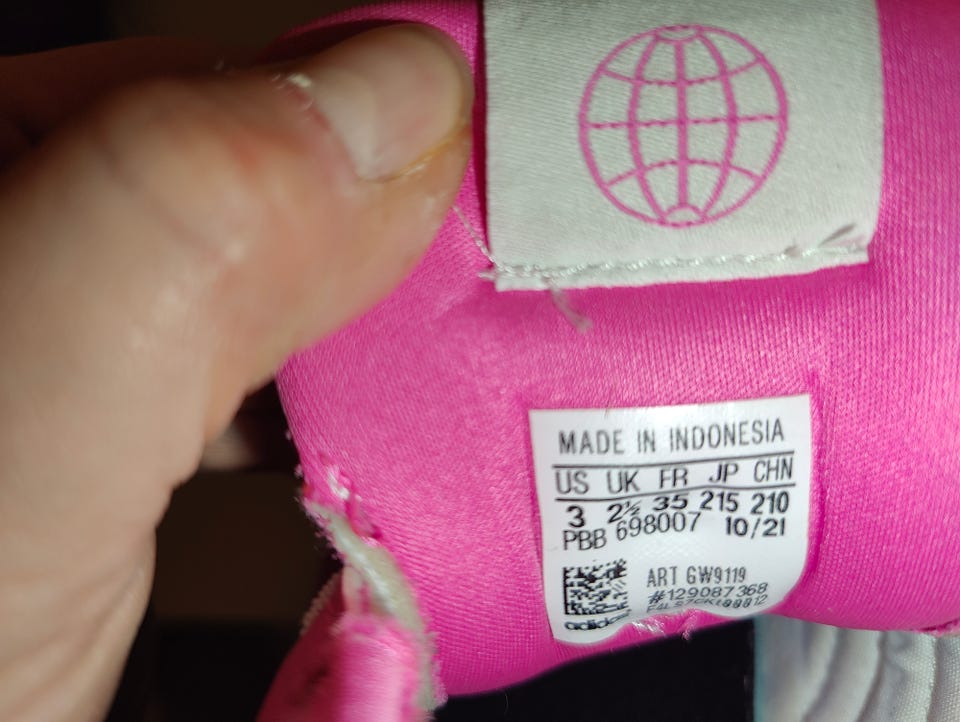 MADE IN INDONESIA
US UK FR JP CHN
3 2½ 35 215 210
PBB 698007 10/21
ART GW9119
#129087368
adidas